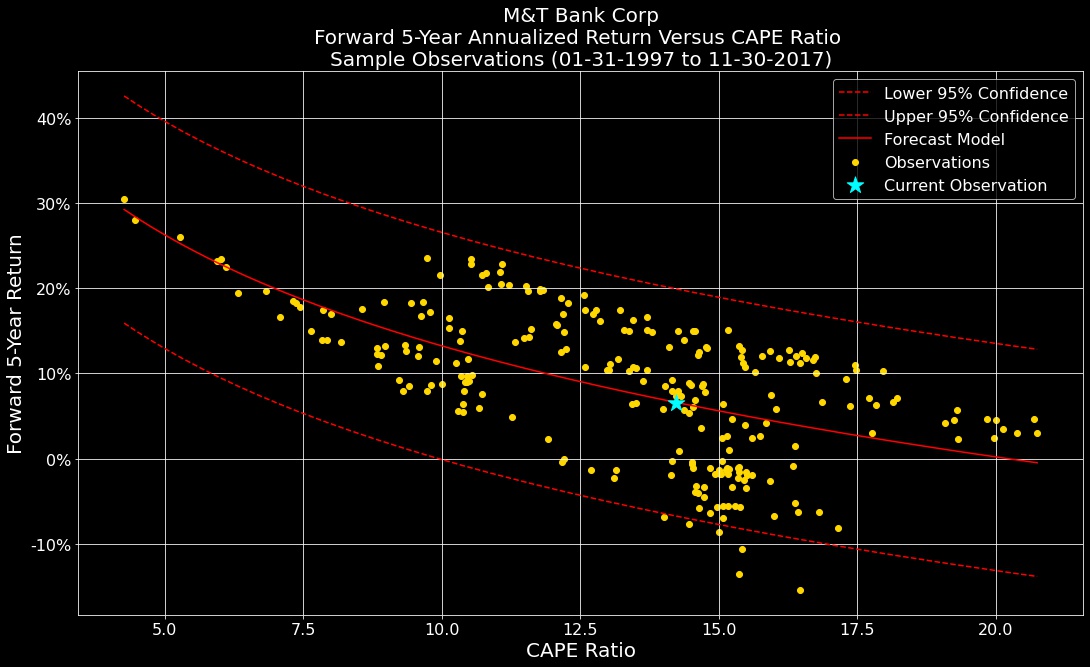 M&T Bank Corp
Forward 5-Year Annualized Return Versus CAPE Ratio
Sample Observations (01-31-1997 to 11-30-2017)
Lower 95% Confidence
Upper 95% Confidence
Forecast Model
Observations
Current Observation
Forward 5-Year Return
40%
30%
20%
10%
0%
-10%
5.0 7.5 10.0 12.5 15.0 17.5 20.0
CAPE Ratio